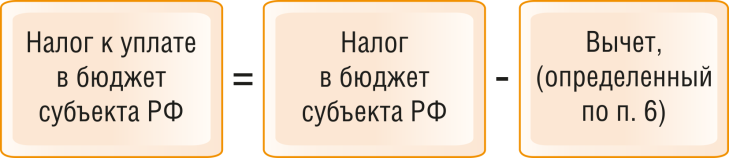 Налог к уплате
в бюджет
субъекта РФ
=
Налог
в бюджет
субъекта РФ
-
Вычет,
(определенный
по п. 6)